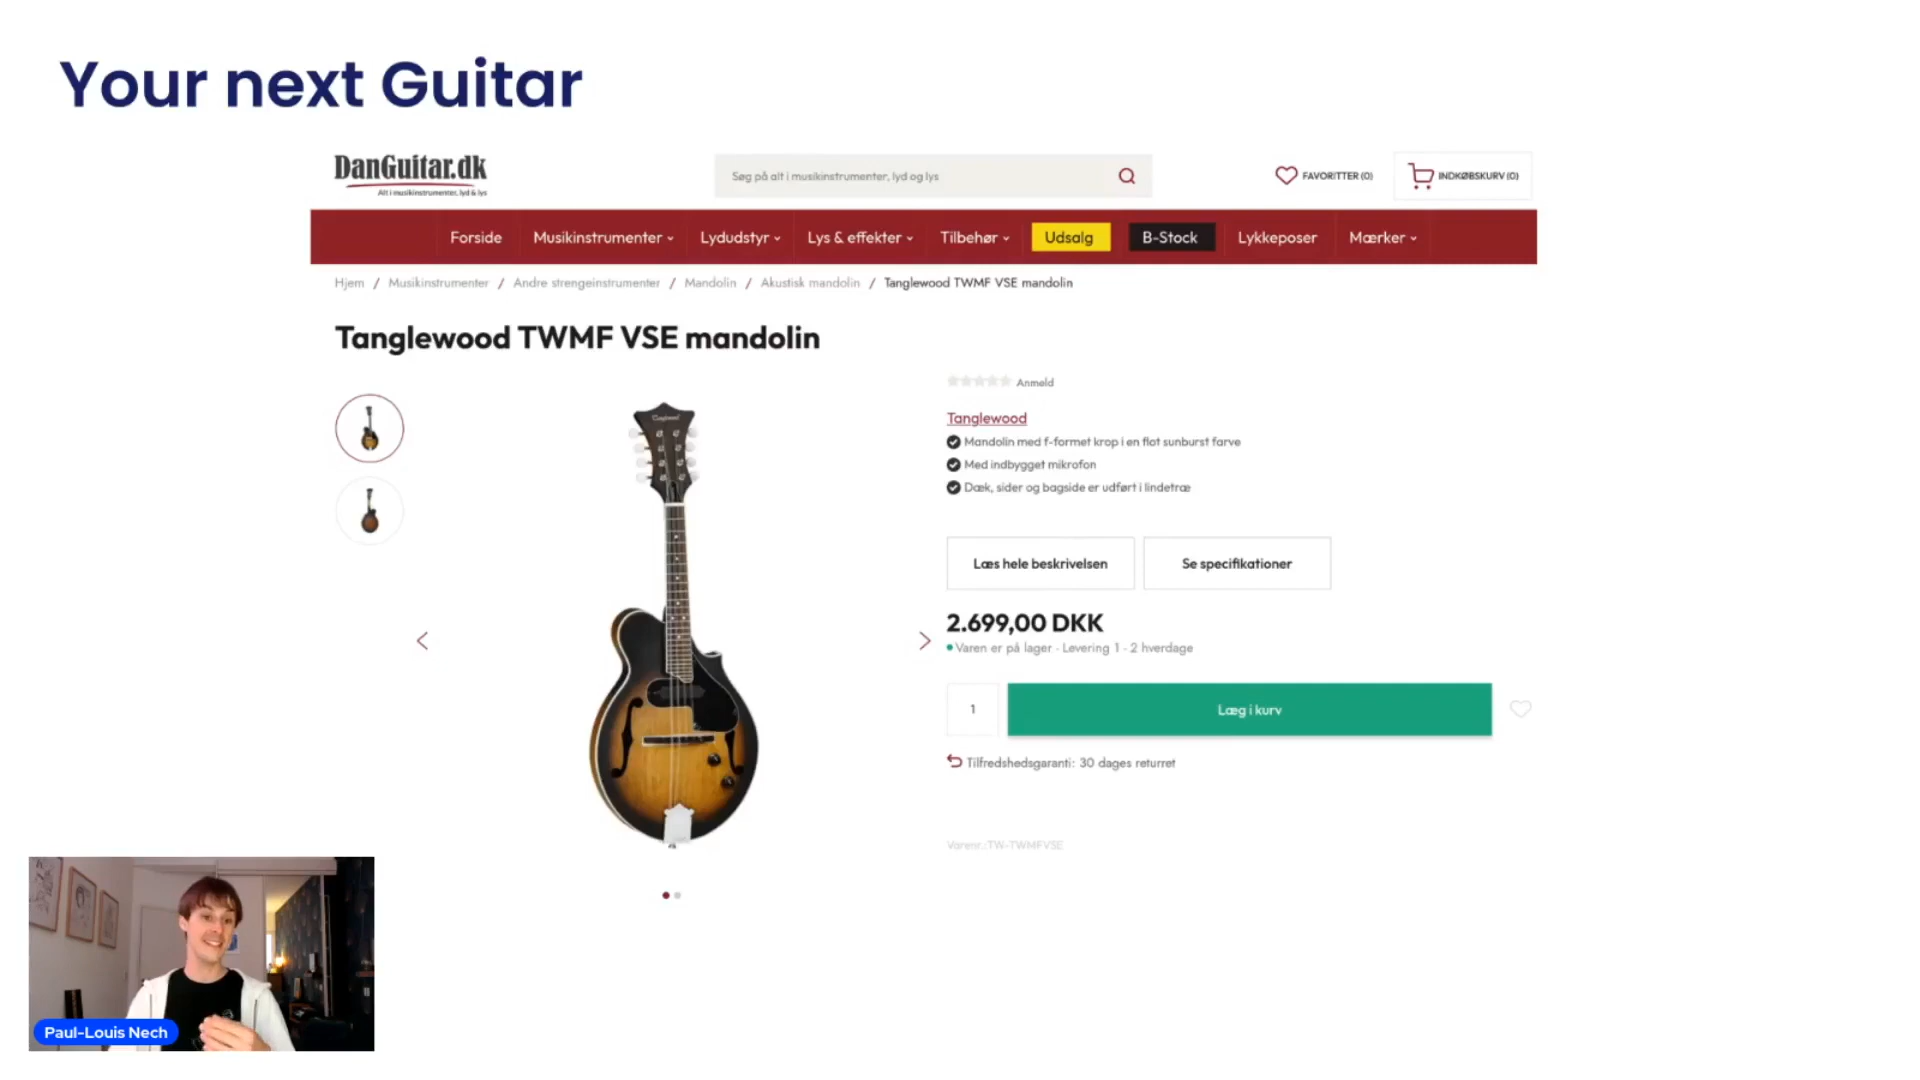 Your next Guitar
DanGuitar.dk
Alt i musikinstrumenter, lyd & lys
Søg på alt i musikinstrumenter, lyd og lys
FAVORITTER (0)
INDKØBSKURV (0)
Forside Musikinstrumenter Lydudstyr Lys & effekter Tilbehør Udsalg B-Stock Lykkeposer Mærker
Hjem / Musikinstrumenter / Andre strengeinstrumenter / Mandolin / Akustisk mandolin / Tanglewood TWMF VSE mandolin
Tanglewood TWMF VSE mandolin
Anmeld
Tanglewood
Mandolin med f-formet krop i en flot sunburst farve
Med indbygget mikrofon
Dæk, sider og bagside er udført i lindetræ
Læs hele beskrivelsen
Se specifikationer
2.699,00 DKK
Varen er på lager - Levering 1 - 2 hverdage
1
Læg i kurv
Tilfredshedsgaranti: 30 dages returret
Varenr.:TW-TWMFVSE
Paul-Louis Nech